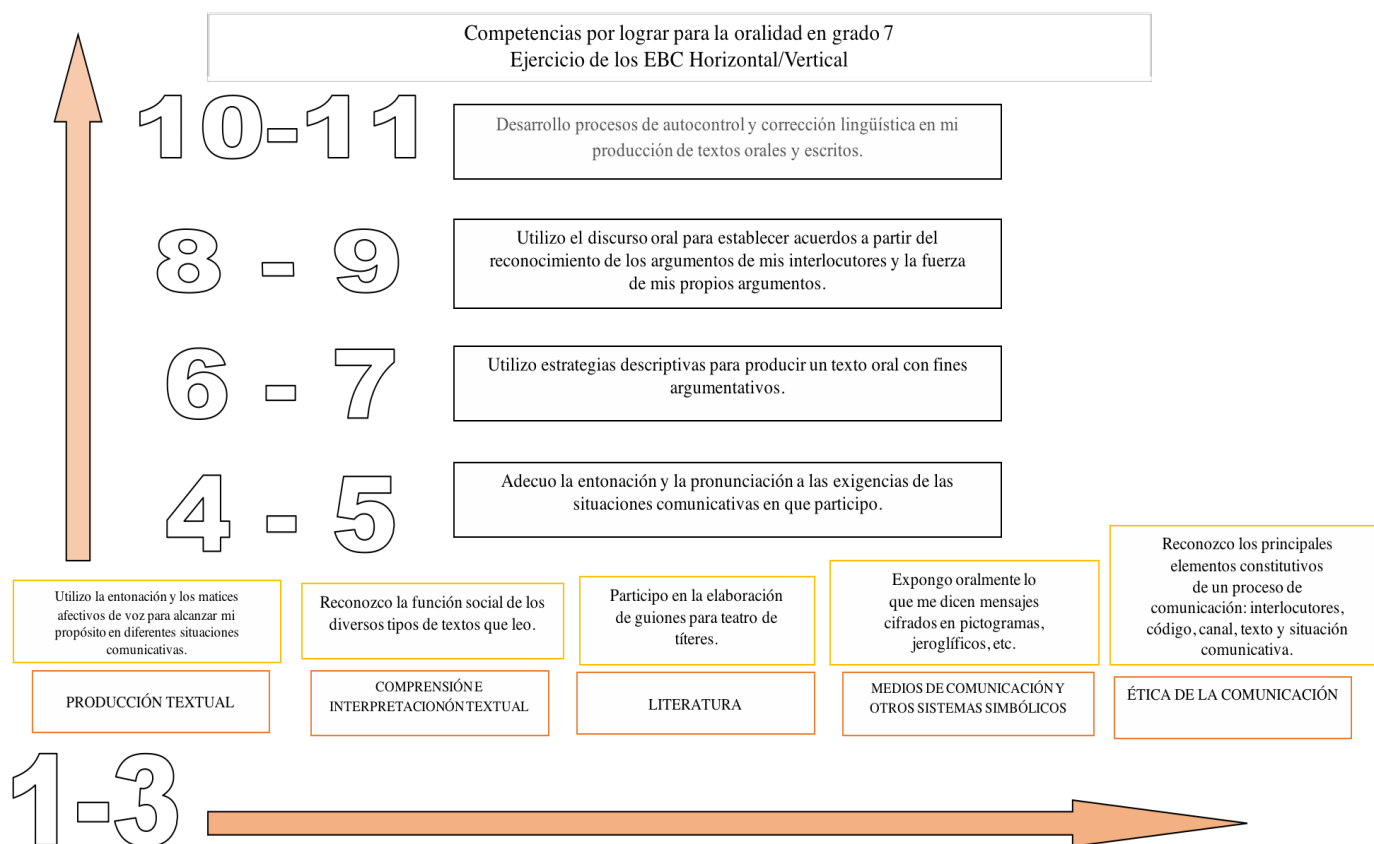 Competencias por lograr para la oralidad en grado 7
Ejercicio de los EBC Horizontal/Vertical
10-11
Desarrollo procesos de autocontrol y corrección lingüística en mi
producción de textos orales y escritos.
8 - 9
Utilizo el discurso oral para establecer acuerdos a partir del
reconocimiento de los argumentos de mis interlocutores y la fuerza
de mis propios argumentos.
6 - 7
Utilizo estrategias descriptivas para producir un texto oral con fines
argumentativos.
4 - 5
Adecuo la entonación y la pronunciación a las exigencias de las
situaciones comunicativas en que participo.
Utilizo la entonación y los matices
afectivos de voz para alcanzar mi
propósito en diferentes situaciones
comunicativas.
Reconozco la función social de los
diversos tipos de textos que leo.
Participo en la elaboración
de guiones para teatro de
títeres.
Expongo oralmente lo
que me dicen mensajes
cifrados en pictogramas,
jeroglíficos, etc.
Reconozco los principales
elementos constitutivos
de un proceso de
comunicación: interlocutores,
código, canal, texto y situación
comunicativa.
PRODUCCIÓN TEXTUAL
COMPRENSIÓN E
INTERPRETACIONÓN TEXTUAL
LITERATURA
MEDIOS DE COMUNICACIÓN Y
OTROS SISTEMAS SIMBÓLICOS
ÉTICA DE LA COMUNICACIÓN
1-3